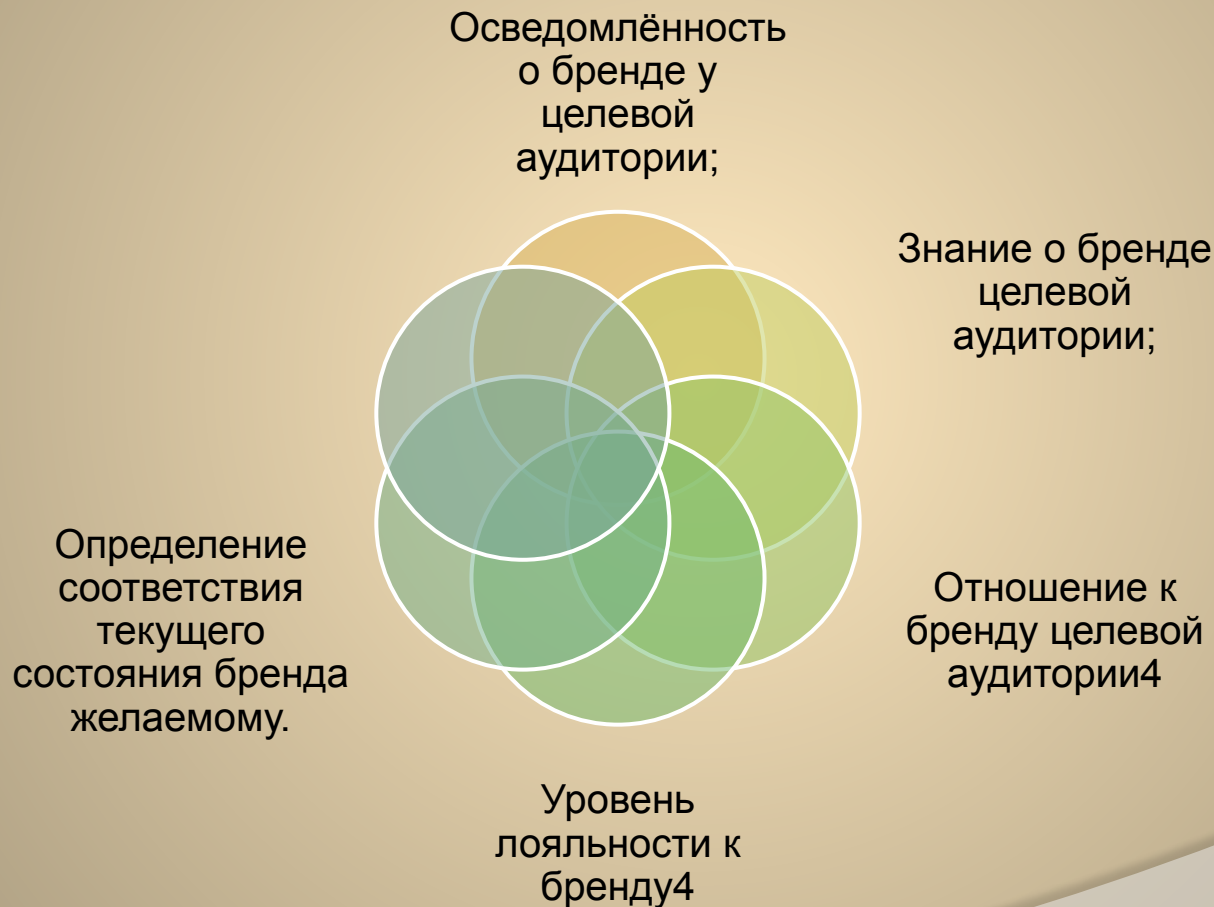 Осведомлённость
о бренде у
целевой
аудитории;
Знание о бренде
целевой
аудитории;
Отношение к
бренду целевой
аудитории4
Уровень
лояльности к
бренду4
Определение
соответствия
текущего
состояния бренда
желаемому.